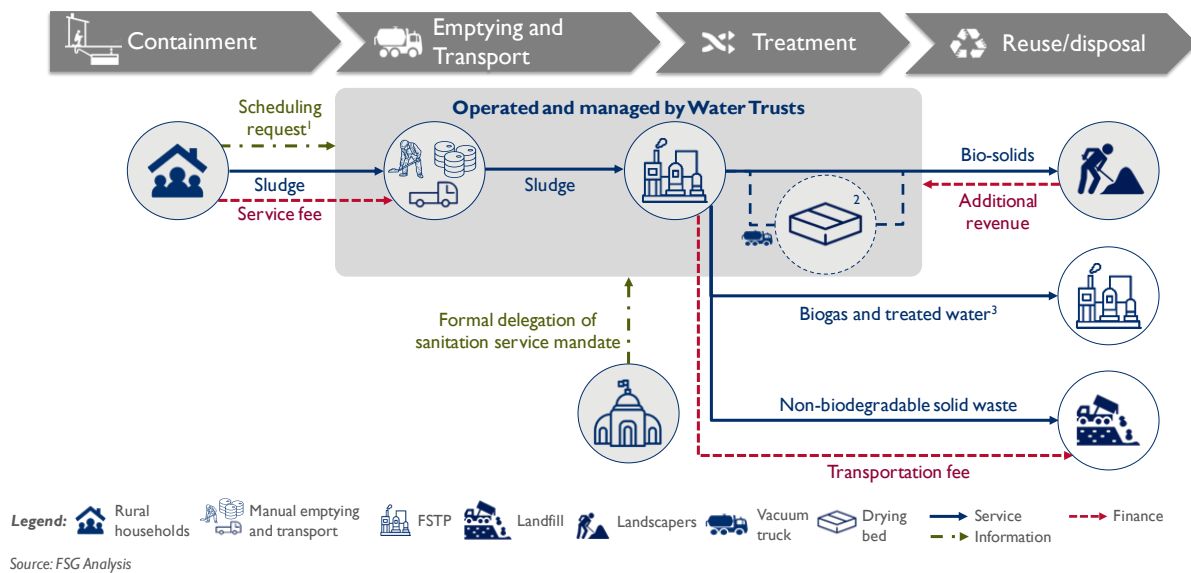 Containment
Emptying and
Transport
Treatment
Reuse/disposal
Operated and managed by Water Trusts
Scheduling
request¹
Sludge
Service fee
Sludge
2
Bio-solids
Additional
revenue
Formal delegation of
sanitation service mandate
Biogas and treated water³
Non-biodegradable solid waste
Transportation fee
Legend:
Rural
households
Manual emptying
and transport
FSTP
Landfill
Landscapers
Vacuum
truck
Drying
bed
Service
Information
Finance
Source: FSG Analysis